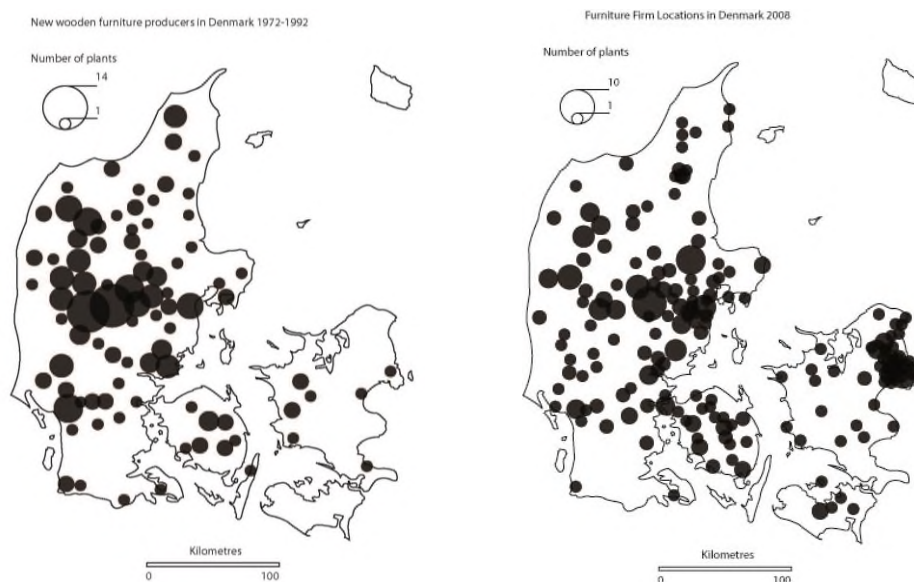 New wooden furniture producers in Denmark 1972-1992
Number of plants
14
1
Kilometres
0 100
Furniture Firm Locations in Denmark 2008
Number of plants
10
1
Kilometres
0 100